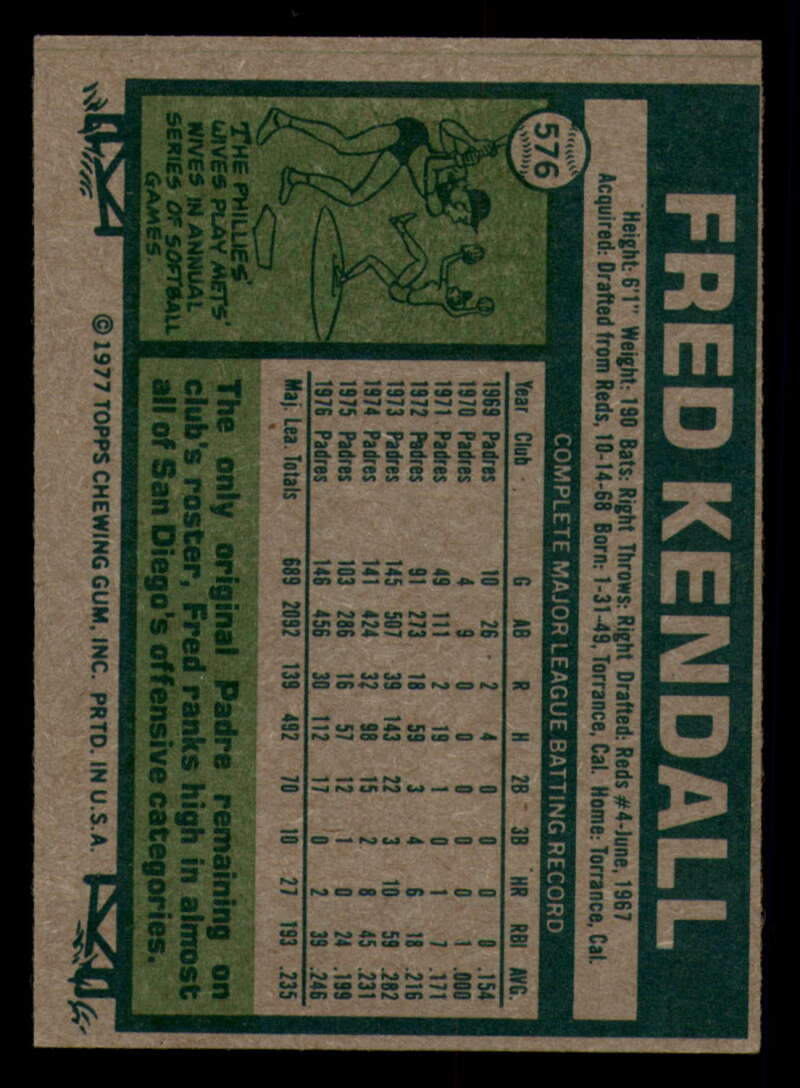 576
FRED KENDALL
Height: 6'1" Weight: 190 Bats: Right Throws: Right Drafted: Reds #4-June, 1967
Acquired: Drafted from Reds, 10-14-68 Born: 1-31-49, Torrance, Cal. Home: Torrance, Cal.
COMPLETE MAJOR LEAGUE BATTING RECORD
Year Club G AB R H 2B 3B HR RBI AVG.
1969 Padres 10 26 2 4 0 0 0 0 .154
1970 Padres 4 9 0 0 0 0 0 1 .000
1971 Padres 49 111 2 19 1 0 1 7 .171
1972 Padres 91 273 18 59 3 4 6 18 .216
1973 Padres 145 507 39 143 22 3 10 59 .282
1974 Padres 141 424 32 98 15 2 8 45 .231
1975 Padres 103 286 16 57 12 1 0 24 .199
1976 Padres 146 456 30 112 17 0 2 39 .246
Maj. Lea. Totals 689 2092 139 492 70 10 27 193 .235
THE PHILLIES'
WIVES PLAY METS'
WIVES IN ANNUAL
SERIES OF SOFTBALL
GAMES.
The only original Padre remaining on
club's roster, Fred ranks high in almost
all of San Diego's offensive categories.
© 1977 TOPPS CHEWING GUM, INC. PRTD. IN U.S.A.